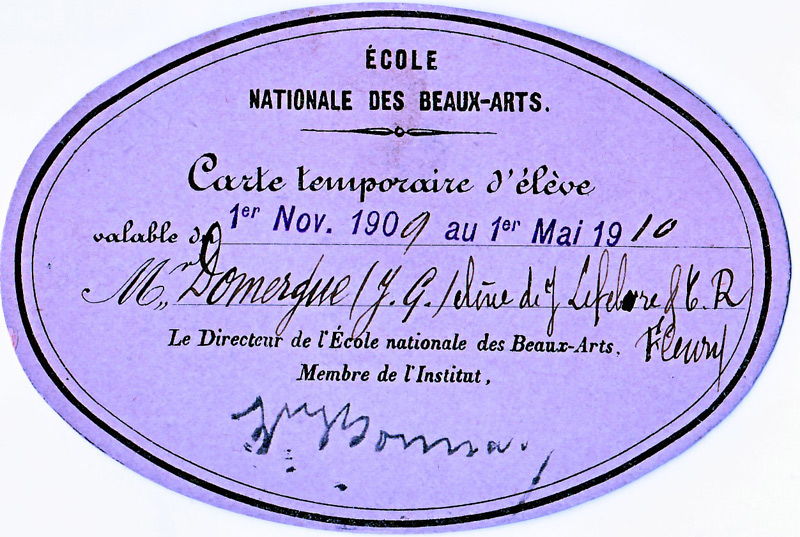 ÉCOLE
NATIONALE DES BEAUX-ARTS.
Carte temporaire d'élève
valable du 1er Nov. 1909 au 1er Mai 1910
Mr Domergue (J. G.) élève de J Lefebvre & T. R
Fleury
Le Directeur de l'École nationale des Beaux-Arts,
Membre de l'Institut,